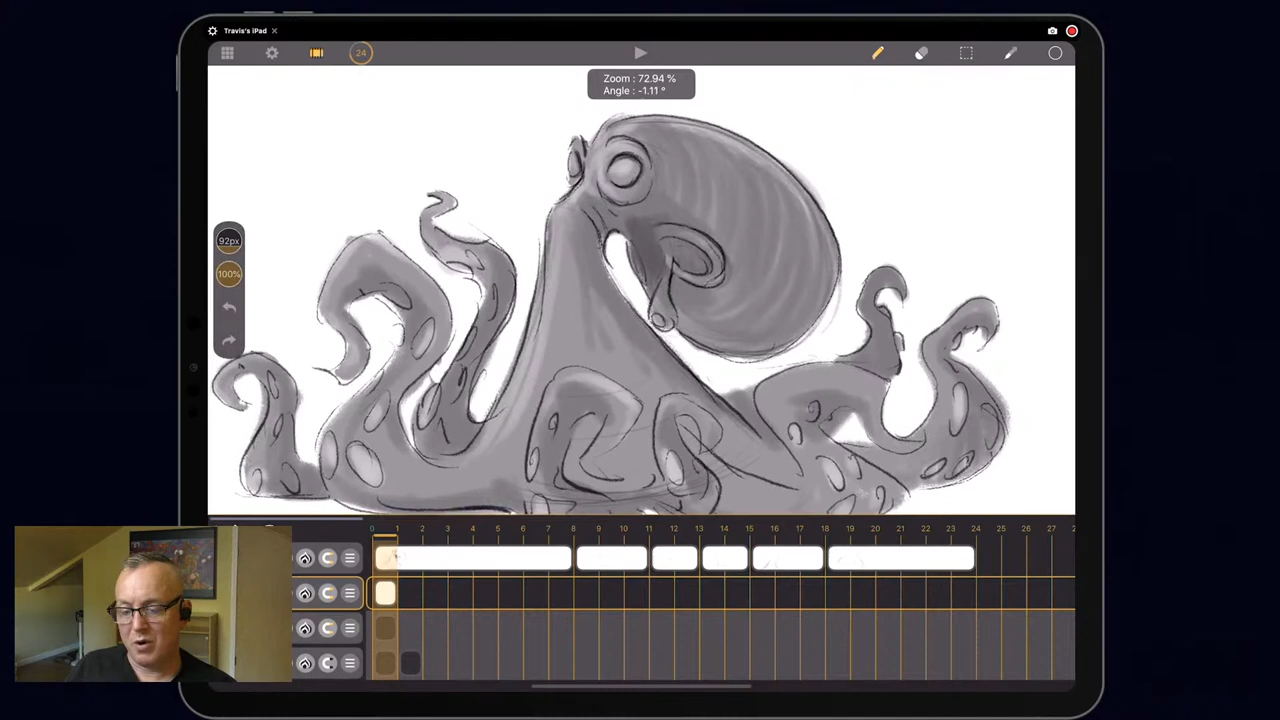 Travis's iPad
24
Zoom : 72.94 %
Angle : -1.11 °
92px
100%
0 1 2 3 4 5 6 7 8 9 10 11 12 13 14 15 16 17 18 19 20 21 22 23 24 25 26 27